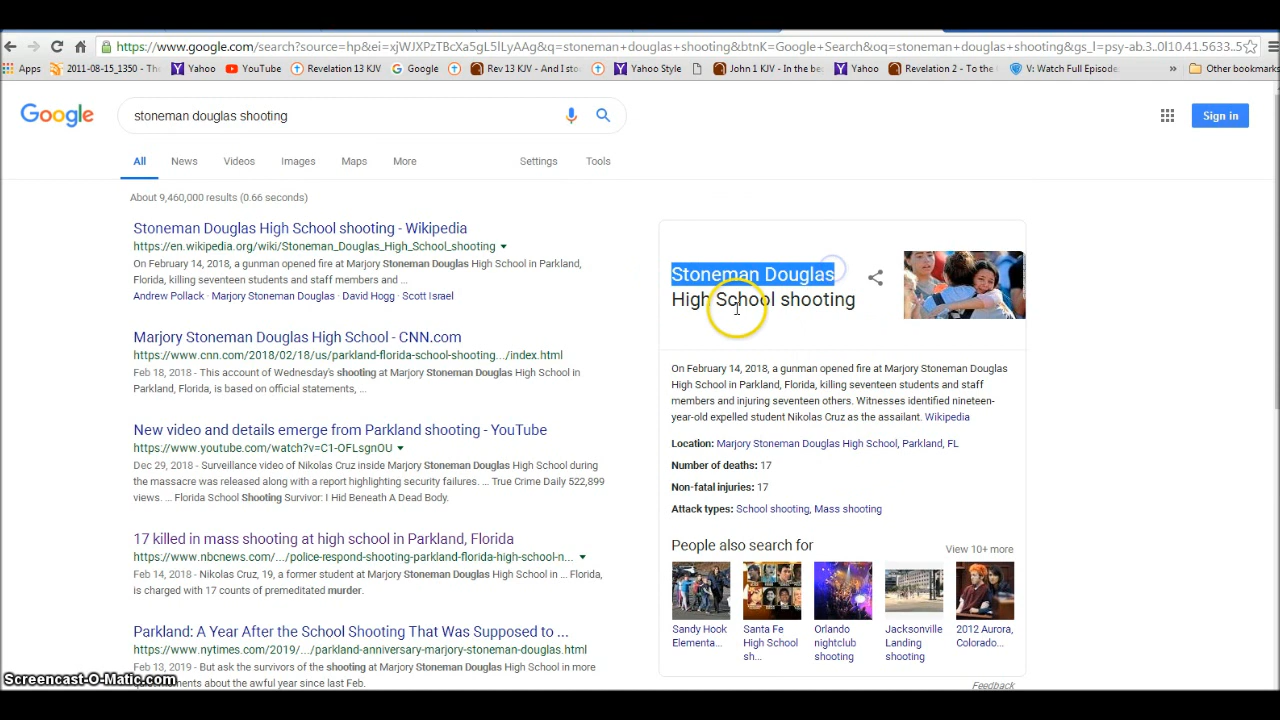 https://www.google.com/search?source=hp&ei=xjWJXPzTBcXa5gL5lLyAAg&q=stoneman+douglas+shooting&btnK=Google+Search&oq=stoneman+douglas+shooting&gs_l=psy-ab.3..0l10.41.5633..5
Apps 2011-08-15_1350 - The Yahoo YouTube Revelation 13 KJV Google Rev 13 KJV - And I sto Yahoo Style John 1 KJV - In the be Yahoo Revelation 2 - To the V: Watch Full Episode » Other bookmarks
Google
stoneman douglas shooting
Sign in
All News Videos Images Maps More Settings Tools
About 9,460,000 results (0.66 seconds)
Stoneman Douglas High School shooting - Wikipedia
https://en.wikipedia.org/wiki/Stoneman_Douglas_High_School_shooting
On February 14, 2018, a gunman opened fire at Marjory Stoneman Douglas High School in Parkland,
Florida, killing seventeen students and staff members and ...
Andrew Pollack · Marjory Stoneman Douglas · David Hogg · Scott Israel
Marjory Stoneman Douglas High School - CNN.com
https://www.cnn.com/2018/02/18/us/parkland-florida-school-shooting.../index.html
Feb 18, 2018 - This account of Wednesday's shooting at Marjory Stoneman Douglas High School in
Parkland, Florida, is based on official statements, ...
New video and details emerge from Parkland shooting - YouTube
https://www.youtube.com/watch?v=C1-OFLsgnOU
Dec 29, 2018 - Surveillance video of Nikolas Cruz inside Marjory Stoneman Douglas High School during
the massacre was released along with a report highlighting security failures. ... True Crime Daily 522,899
views. ... Florida School Shooting Survivor: I Hid Beneath A Dead Body.
17 killed in mass shooting at high school in Parkland, Florida
https://www.nbcnews.com/.../police-respond-shooting-parkland-florida-high-school-n...
Feb 14, 2018 - Nikolas Cruz, 19, a former student at Marjory Stoneman Douglas High School in ... Florida,
is charged with 17 counts of premeditated murder.
Parkland: A Year After the School Shooting That Was Supposed to ...
https://www.nytimes.com/2019/.../parkland-anniversary-marjory-stoneman-douglas.html
Feb 13, 2019 - But ask the survivors of the shooting at Marjory Stoneman Douglas High School in more
about the awful year since last Feb.
Stoneman Douglas
High School shooting
On February 14, 2018, a gunman opened fire at Marjory Stoneman Douglas
High School in Parkland, Florida, killing seventeen students and staff
members and injuring seventeen others. Witnesses identified nineteen-
year-old expelled student Nikolas Cruz as the assailant. Wikipedia
Location: Marjory Stoneman Douglas High School, Parkland, FL
Number of deaths: 17
Non-fatal injuries: 17
Attack types: School shooting, Mass shooting
People also search for
View 10+ more
Sandy Hook
Elementa...
Santa Fe
High School
sh...
Orlando
nightclub
shooting
Jacksonville
Landing
shooting
2012 Aurora,
Colorado...
Feedback
Screencast-O-Matic.com